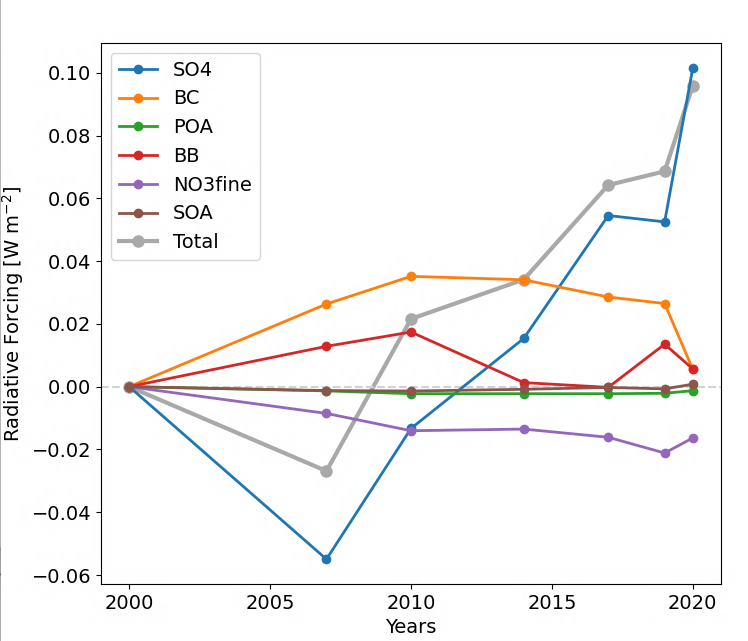 SO4
BC
POA
BB
NO3fine
SOA
Total
0.10
0.08
0.06
0.04
0.02
0.00
−0.02
−0.04
−0.06
Radiative Forcing [W m⁻²]
2000 2005 2010 2015 2020
Years